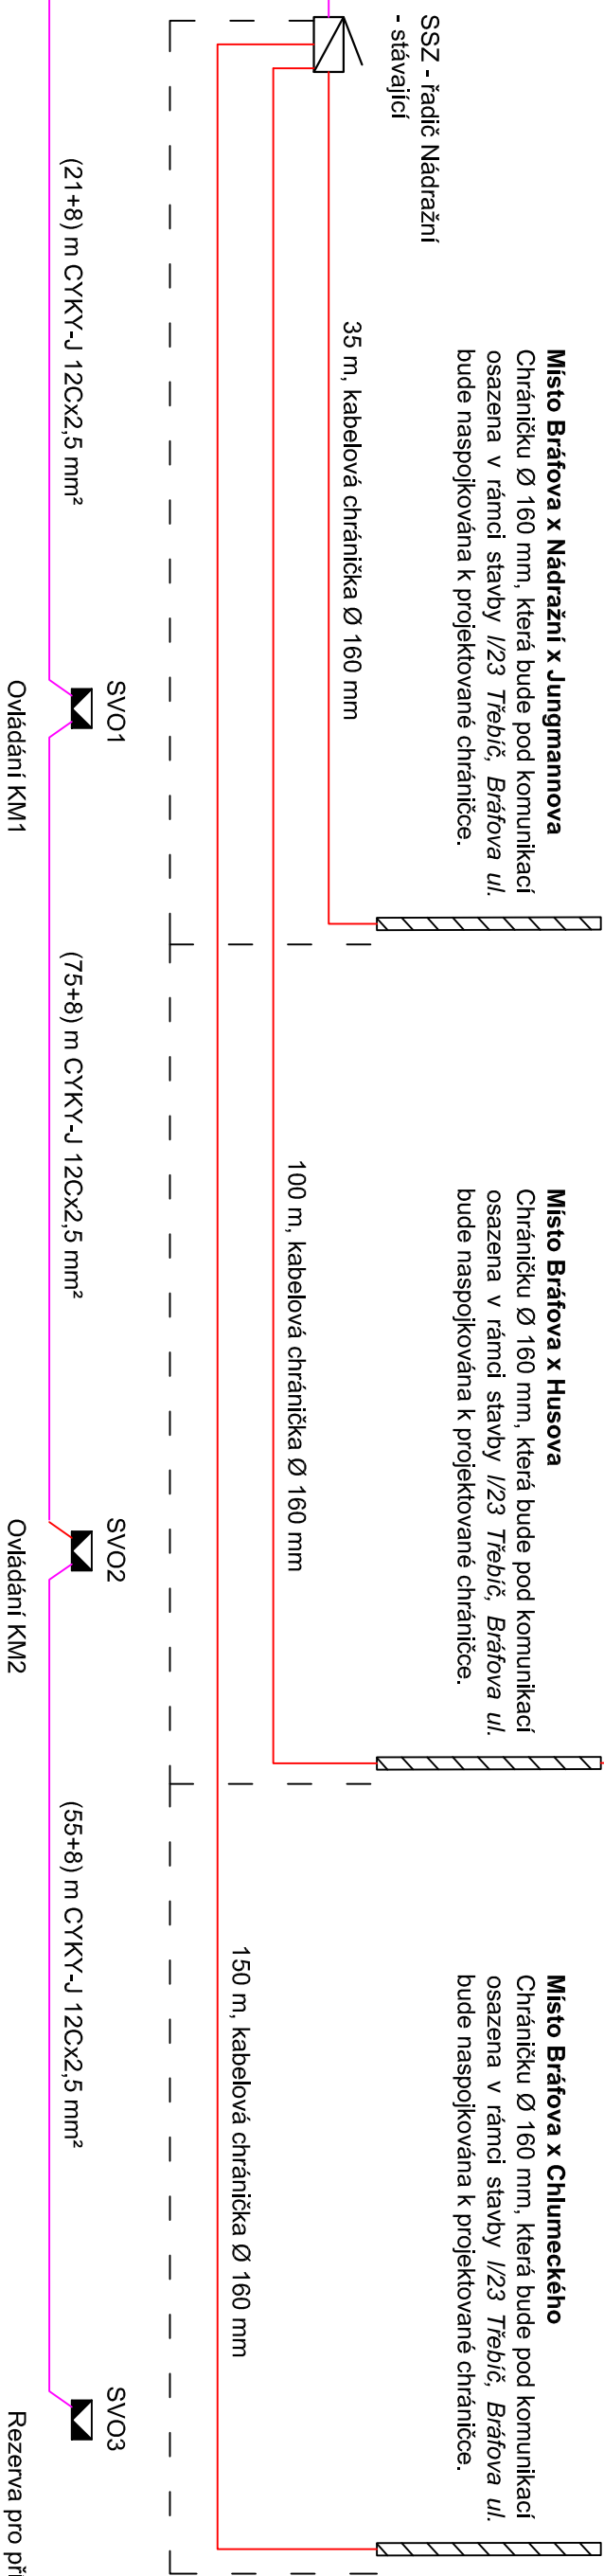 Místo Bráfova x Nádražní x Jungmannova
Chráničku Ø 160 mm, která bude pod komunikací
osazena v rámci stavby I/23 Třebíč, Bráfova ul.
bude naspojkována k projektované chráničce.
Místo Bráfova x Husova
Chráničku Ø 160 mm, která bude pod komunikací
osazena v rámci stavby I/23 Třebíč, Bráfova ul.
bude naspojkována k projektované chráničce.
Místo Bráfova x Chlumeckého
Chráničku Ø 160 mm, která bude pod komunikací
osazena v rámci stavby I/23 Třebíč, Bráfova ul.
bude naspojkována k projektované chráničce.
SSZ - řadič Nádražní
- stávající
35 m, kabelová chránička Ø 160 mm
100 m, kabelová chránička Ø 160 mm
150 m, kabelová chránička Ø 160 mm
SVO1
SVO2
SVO3
(21+8) m CYKY-J 12Cx2,5 mm²
(75+8) m CYKY-J 12Cx2,5 mm²
(55+8) m CYKY-J 12Cx2,5 mm²
Ovládání KM1
Ovládání KM2
Rezerva pro